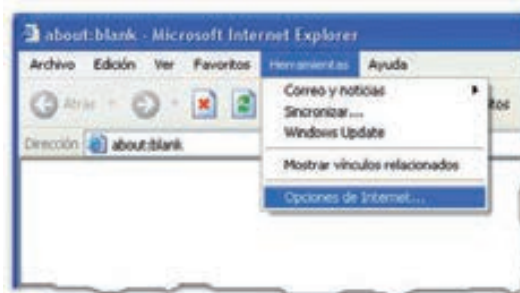 about:blank - Microsoft Internet Explorer
Archivo Edición Ver Favoritos Herramientas Ayuda
Atrás
Correo y noticias
Sincronizar...
Windows Update
Mostrar vínculos relacionados
Opciones de Internet...
Dirección about:blank